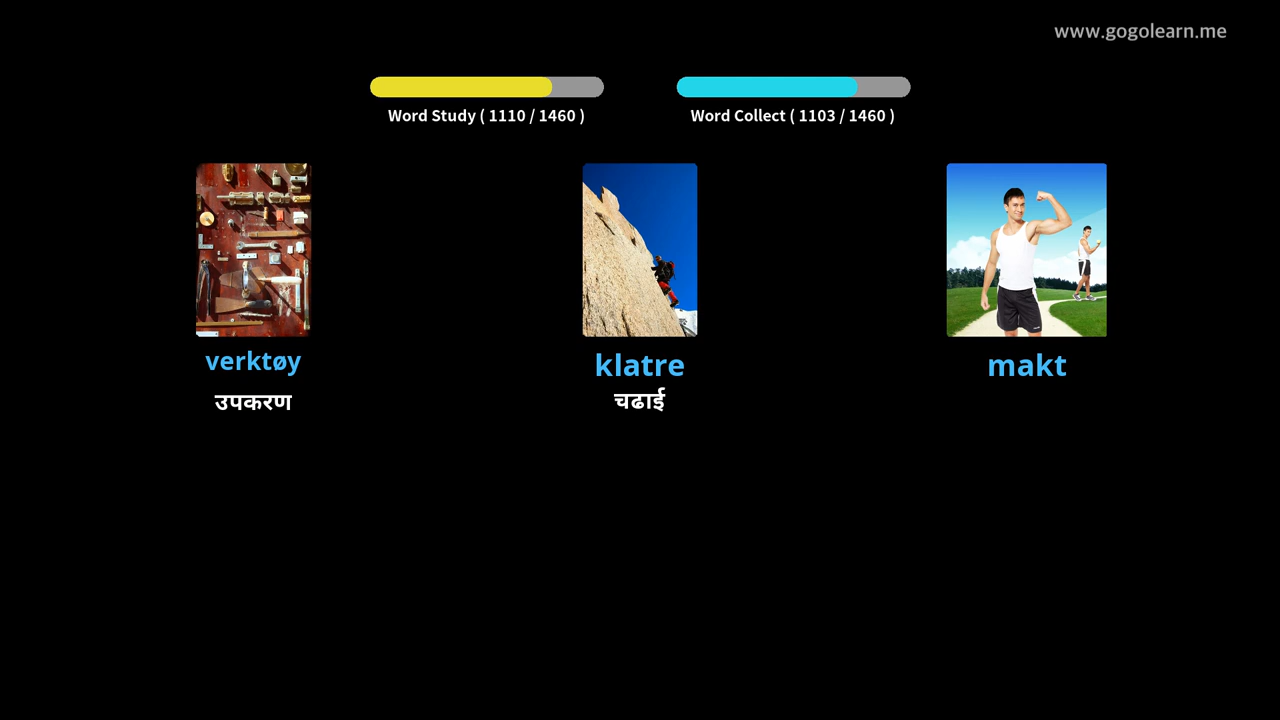 www.gogolearn.me
Word Study ( 1110 / 1460 )
Word Collect ( 1103 / 1460 )
verktøy
klatre
makt
उपकरण
चढाई